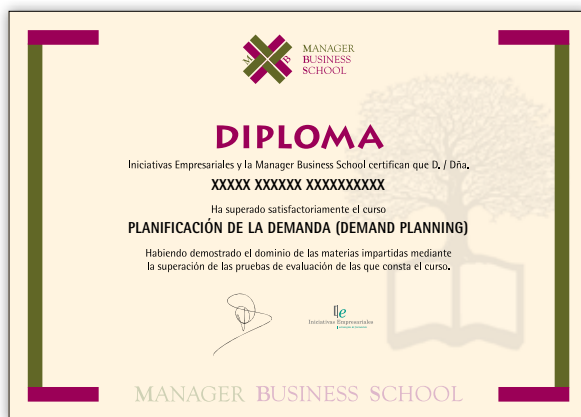 M B
MANAGER
BUSINESS
SCHOOL
DIPLOMA
Iniciativas Empresariales y la Manager Business School certifican que D. / Dña.
XXXXX XXXXXX XXXXXXXXXX
Ha superado satisfactoriamente el curso
PLANIFICACIÓN DE LA DEMANDA (DEMAND PLANNING)
Habiendo demostrado el dominio de las materias impartidas mediante
la superación de las pruebas de evaluación de las que consta el curso.
Ie
Iniciativas Empresariales
MANAGER BUSINESS SCHOOL